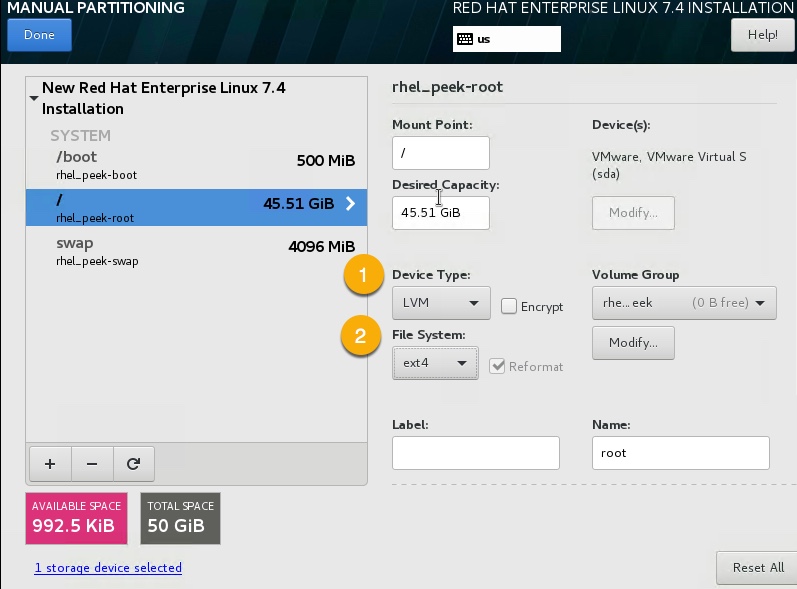 MANUAL PARTITIONING
RED HAT ENTERPRISE LINUX 7.4 INSTALLATION
Done
us
Help!
New Red Hat Enterprise Linux 7.4
Installation
SYSTEM
/boot
500 MiB
rhel_peek-boot
/
45.51 GiB
rhel_peek-root
swap
4096 MiB
rhel_peek-swap
+
−
AVAILABLE SPACE
992.5 KiB
TOTAL SPACE
50 GiB
1 storage device selected
rhel_peek-root
Mount Point:
/
Device(s):
VMware, VMware Virtual S
(sda)
Desired Capacity:
45.51 GiB
Modify...
1
Device Type:
LVM
Encrypt
Volume Group
rhe...eek (0 B free)
2
File System:
ext4
Reformat
Modify...
Label:
Name:
root
Reset All